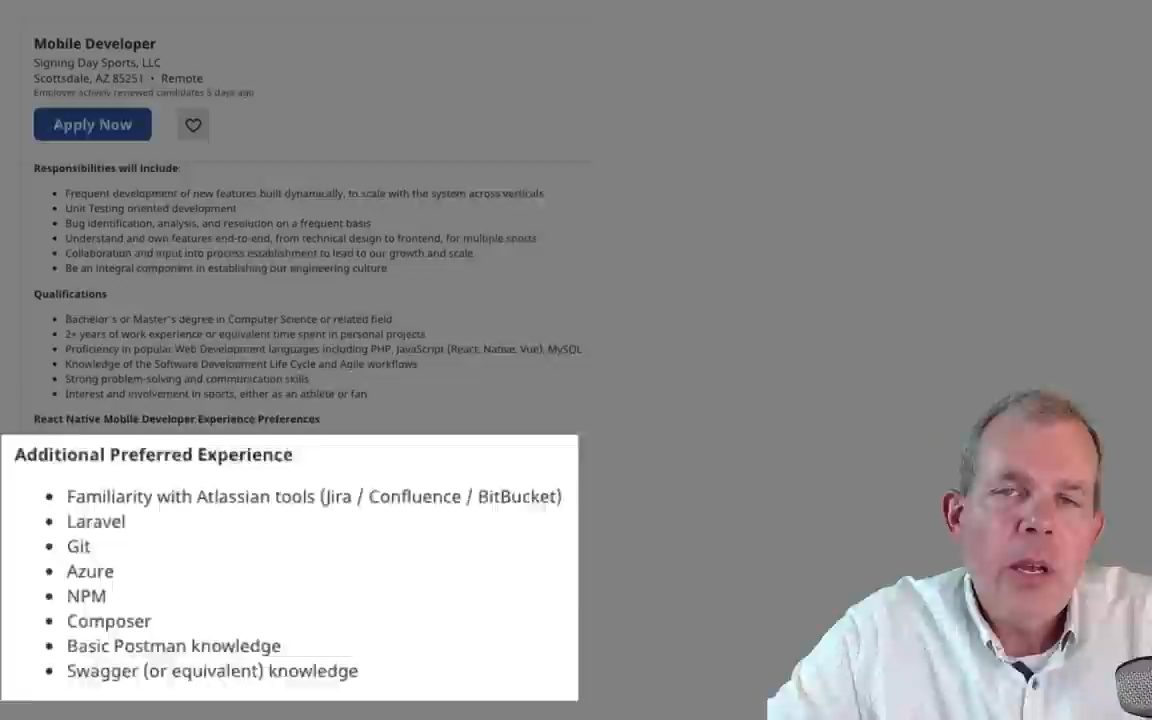 Mobile Developer
Signing Day Sports, LLC
Scottsdale, AZ 85251 • Remote
Employer actively reviewed candidates 5 days ago
Apply Now
Responsibilities will include:
• Frequent development of new features built dynamically, to scale with the system across verticals
• Unit Testing oriented development
• Bug identification, analysis, and resolution on a frequent basis
• Understand and own features end-to-end, from technical design to frontend, for multiple sports
• Collaboration and input into process establishment to lead to our growth and scale
• Be an integral component in establishing our engineering culture
Qualifications
• Bachelor's or Master's degree in Computer Science or related field
• 2+ years of work experience or equivalent time spent in personal projects
• Proficiency in popular Web Development languages including PHP, JavaScript (React, Native, Vue), MySQL
• Knowledge of the Software Development Life Cycle and Agile workflows
• Strong problem-solving and communication skills
• Interest and involvement in sports, either as an athlete or fan
React Native Mobile Developer Experience Preferences
Additional Preferred Experience
• Familiarity with Atlassian tools (Jira / Confluence / BitBucket)
• Laravel
• Git
• Azure
• NPM
• Composer
• Basic Postman knowledge
• Swagger (or equivalent) knowledge